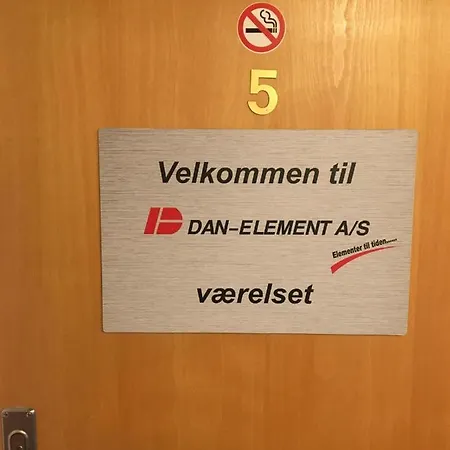 5
Velkommen til
DAN-ELEMENT A/S
Elementer til tiden......
værelset